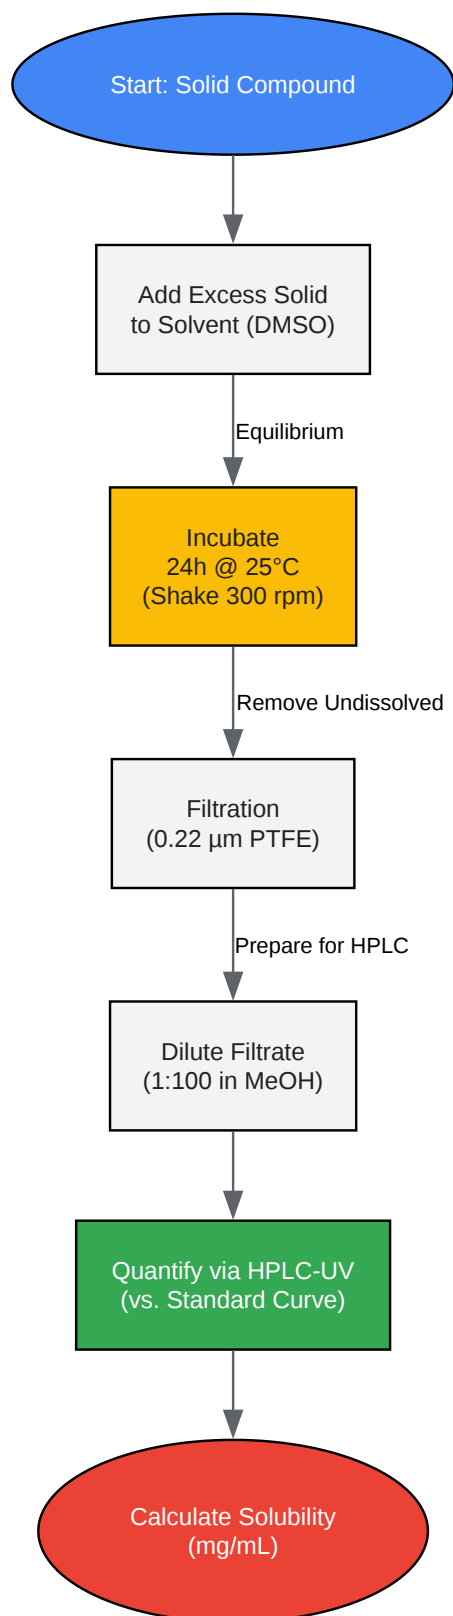 Start: Solid Compound
Add Excess Solid
to Solvent (DMSO)
Equilibrium
Incubate
24h @ 25°C
(Shake 300 rpm)
Remove Undissolved
Filtration
(0.22 µm PTFE)
Prepare for HPLC
Dilute Filtrate
(1:100 in MeOH)
Quantify via HPLC-UV
(vs. Standard Curve)
Calculate Solubility
(mg/mL)